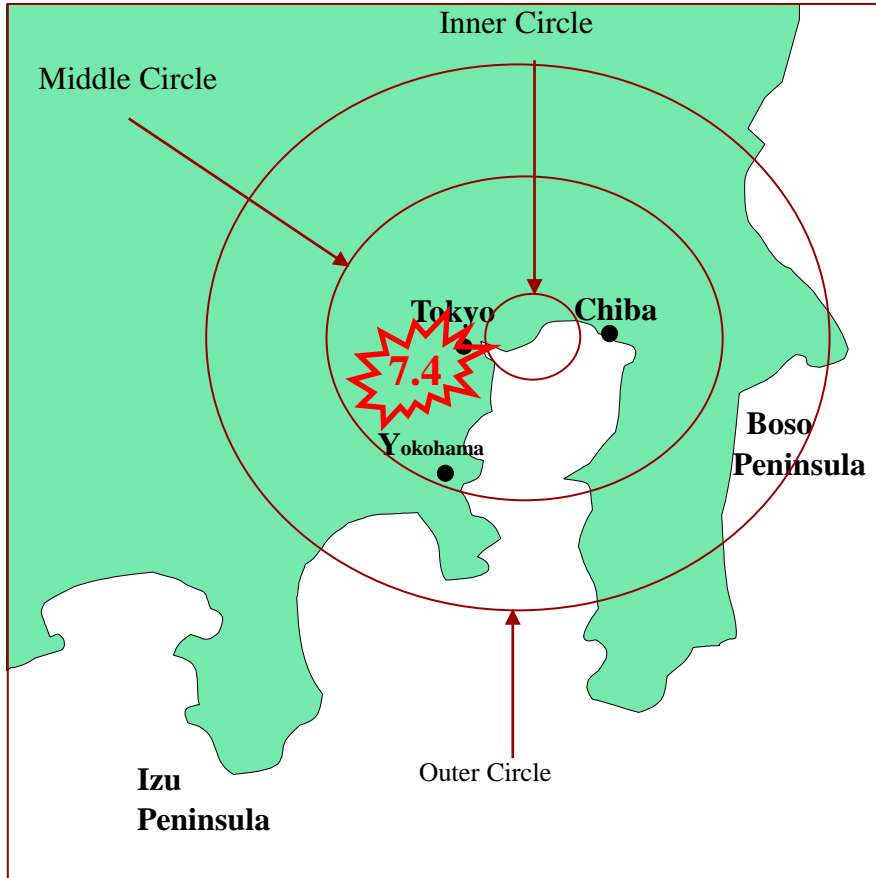 Inner Circle
Middle Circle
Tokyo
Chiba
7.4
Yokohama
Boso
Peninsula
Outer Circle
Izu
Peninsula